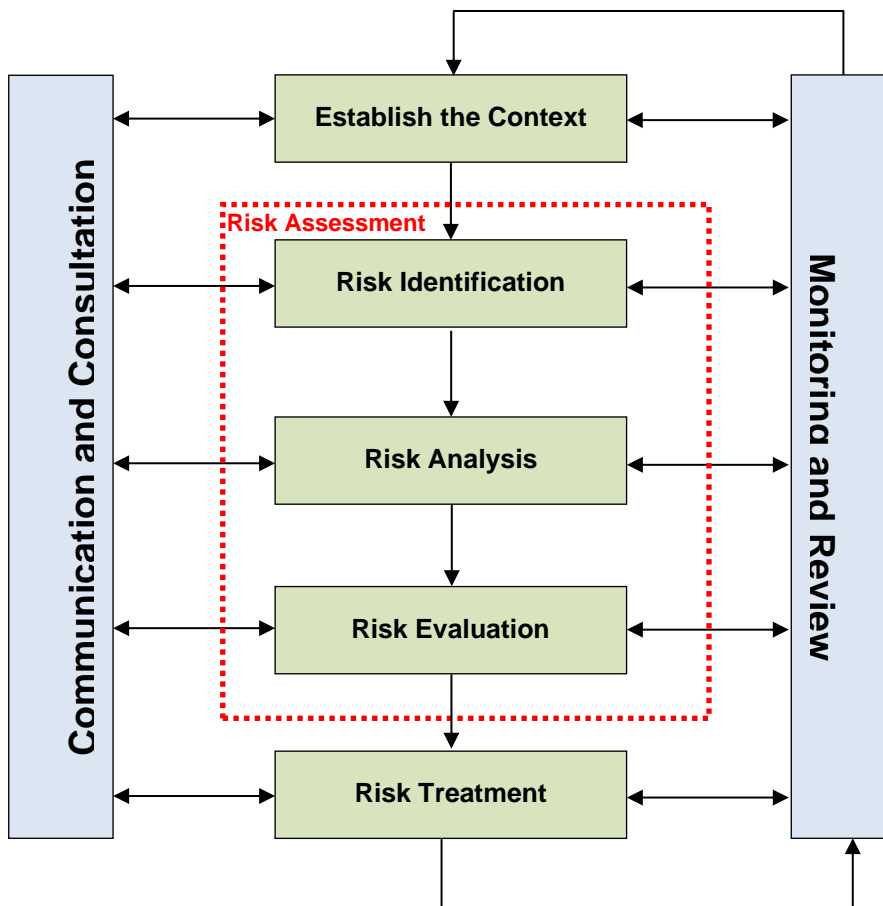 Establish the Context
Risk Assessment
Risk Identification
Risk Analysis
Risk Evaluation
Risk Treatment
Communication and Consultation
Monitoring and Review